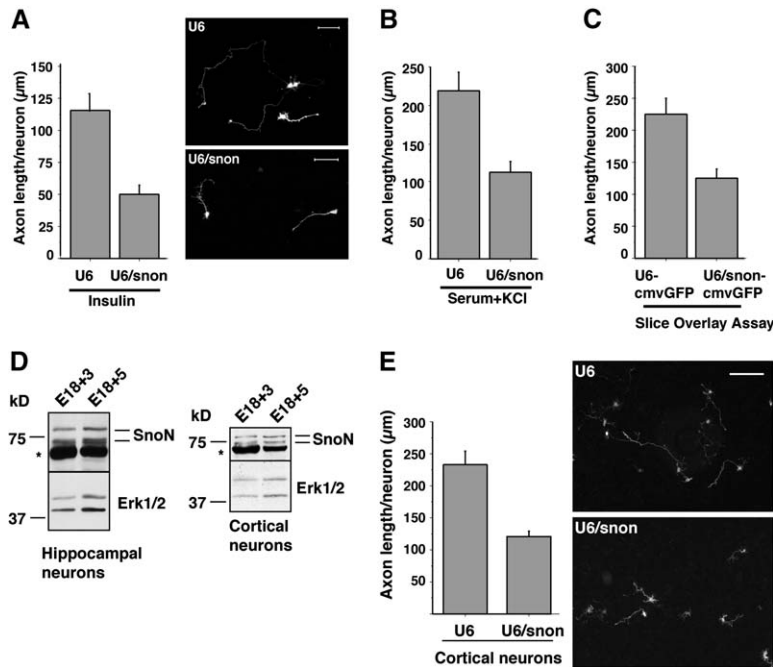 A
Axon length/neuron (µm)
150
125
100
75
50
25
0
U6
U6/snon
Insulin
U6
U6/snon
B
Axon length/neuron (µm)
250
200
150
100
50
0
U6
U6/snon
Serum+KCl
C
Axon length/neuron (µm)
300
250
200
150
100
50
0
U6-
cmvGFP
U6/snon-
cmvGFP
Slice Overlay Assay
D
kD
E18+3
E18+5
75
*
SnoN
Erk1/2
37
Hippocampal
neurons
kD
E18+3
E18+5
75
*
SnoN
Erk1/2
37
Cortical
neurons
E
Axon length/neuron (µm)
300
250
200
150
100
50
U6
U6/snon
Cortical neurons
U6
U6/snon